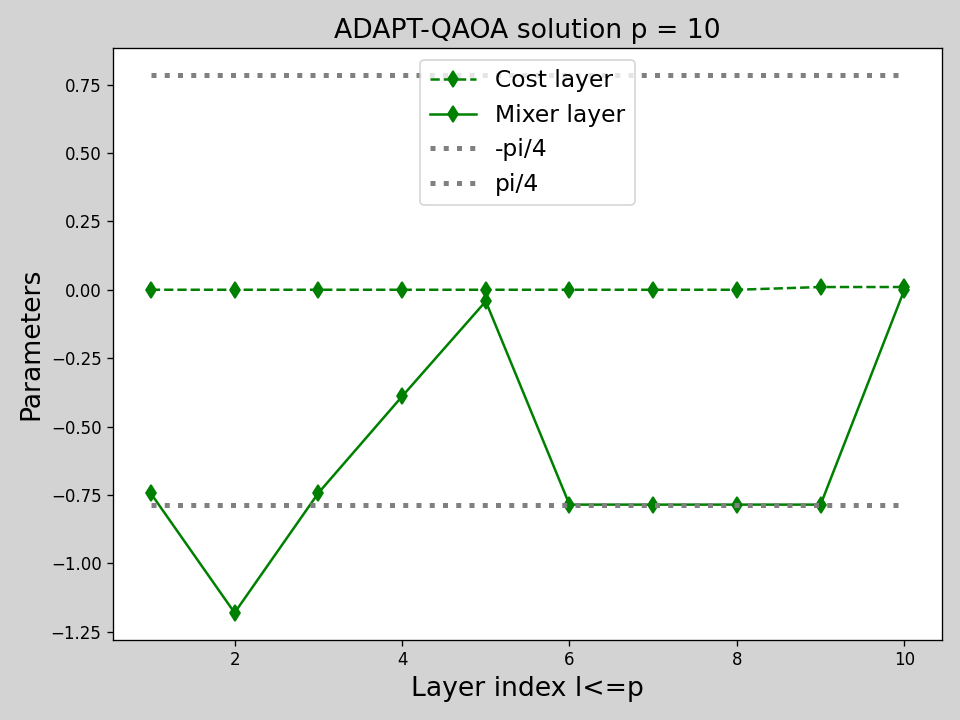 ADAPT-QAOA solution p = 10
Cost layer
Mixer layer
-pi/4
pi/4
0.75
0.50
0.25
0.00
−0.25
−0.50
−0.75
−1.00
−1.25
Parameters
2 4 6 8 10
Layer index l<=p